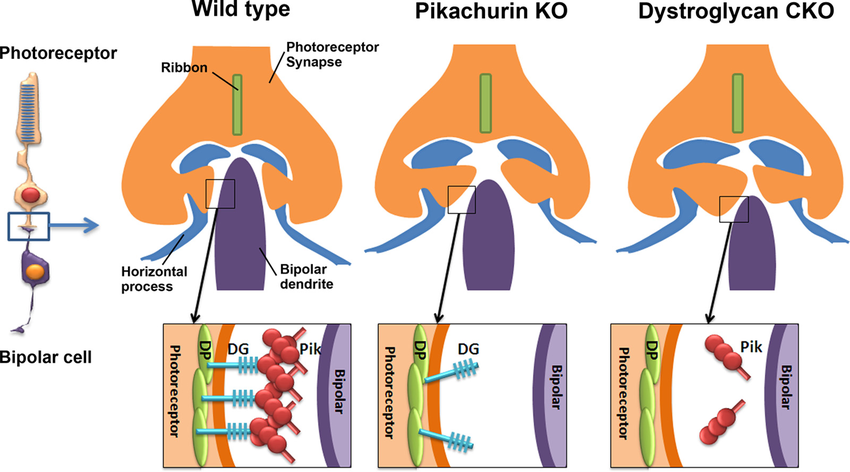 Wild type
Pikachurin KO
Dystroglycan CKO
Photoreceptor
Ribbon
Photoreceptor
Synapse
Horizontal
process
Bipolar
dendrite
Bipolar cell
Photoreceptor
DP
DG
Pik
Bipolar
Photoreceptor
DP
DG
Bipolar
Photoreceptor
DP
Pik
Bipolar